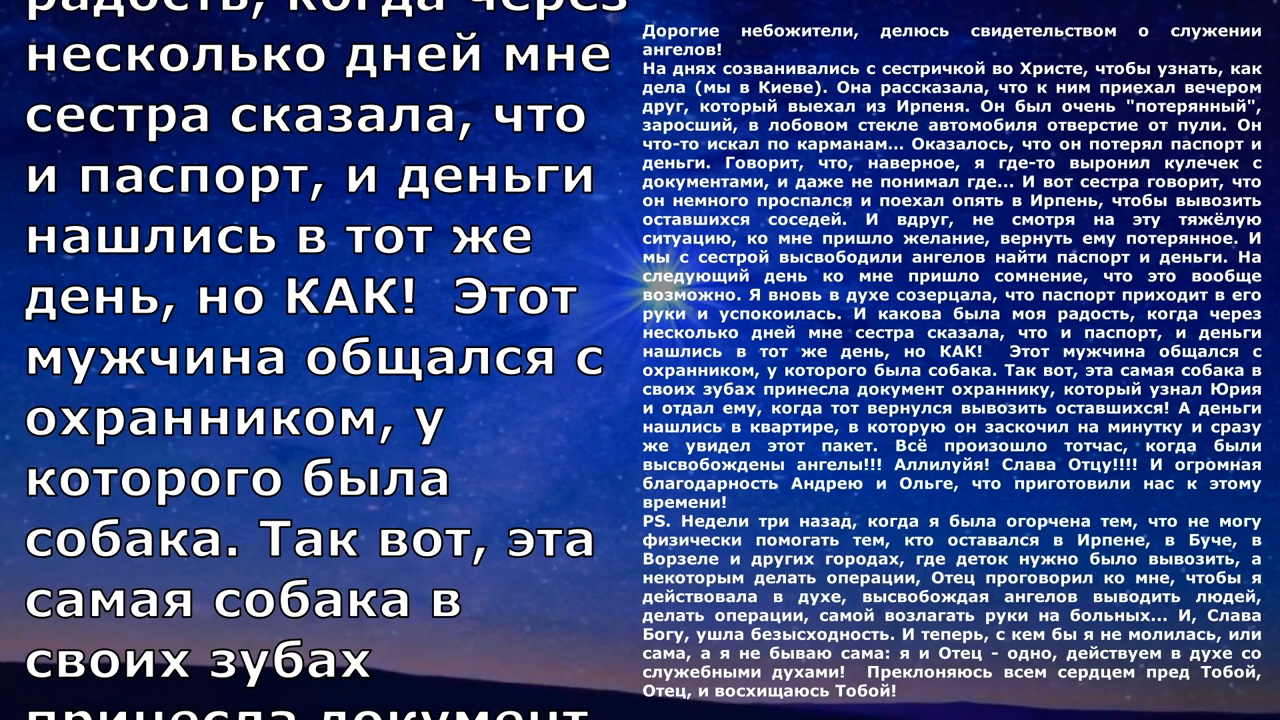 радость, когда через
несколько дней мне
сестра сказала, что
и паспорт, и деньги
нашлись в тот же
день, но КАК!  Этот
мужчина общался с
охранником, у
которого была
собака. Так вот, эта
самая собака в
своих зубах
принесла документ
Дорогие небожители, делюсь свидетельством о служении
ангелов!
На днях созванивались с сестричкой во Христе, чтобы узнать, как
дела (мы в Киеве). Она рассказала, что к ним приехал вечером
друг, который выехал из Ирпеня. Он был очень "потерянный",
заросший, в лобовом стекле автомобиля отверстие от пули. Он
что-то искал по карманам... Оказалось, что он потерял паспорт и
деньги. Говорит, что, наверное, я где-то выронил кулечек с
документами, и даже не понимал где... И вот сестра говорит, что
он немного проспался и поехал опять в Ирпень, чтобы вывозить
оставшихся соседей. И вдруг, не смотря на эту тяжёлую
ситуацию, ко мне пришло желание, вернуть ему потерянное. И
мы с сестрой высвободили ангелов найти паспорт и деньги. На
следующий день ко мне пришло сомнение, что это вообще
возможно. Я вновь в духе созерцала, что паспорт приходит в его
руки и успокоилась. И какова была моя радость, когда через
несколько дней мне сестра сказала, что и паспорт, и деньги
нашлись в тот же день, но КАК!  Этот мужчина общался с
охранником, у которого была собака. Так вот, эта самая собака в
своих зубах принесла документ охраннику, который узнал Юрия
и отдал ему, когда тот вернулся вывозить оставшихся! А деньги
нашлись в квартире, в которую он заскочил на минутку и сразу
же увидел этот пакет. Всё произошло тотчас, когда были
высвобождены ангелы!!! Аллилуйя! Слава Отцу!!!! И огромная
благодарность Андрею и Ольге, что приготовили нас к этому
времени!
PS. Недели три назад, когда я была огорчена тем, что не могу
физически помогать тем, кто оставался в Ирпене, в Буче, в
Ворзеле и других городах, где деток нужно было вывозить, а
некоторым делать операции, Отец проговорил ко мне, чтобы я
действовала в духе, высвобождая ангелов выводить людей,
делать операции, самой возлагать руки на больных... И, Слава
Богу, ушла безысходность. И теперь, с кем бы я не молилась, или
сама, а я не бываю сама: я и Отец - одно, действуем в духе со
служебными духами!  Преклоняюсь всем сердцем пред Тобой,
Отец, и восхищаюсь Тобой!